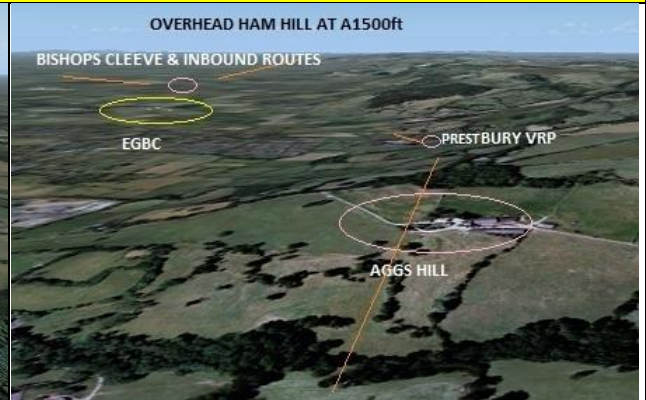 OVERHEAD HAM HILL AT A1500ft
BISHOPS CLEEVE & INBOUND ROUTES
EGBC
PRESTBURY VRP
AGGS HILL